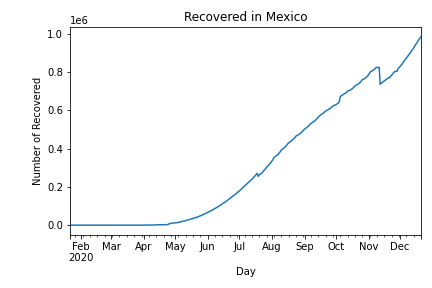 Recovered in Mexico
1e6
1.0
0.8
0.6
0.4
0.2
0.0
Number of Recovered
Feb Mar Apr May Jun Jul Aug Sep Oct Nov Dec
2020
Day